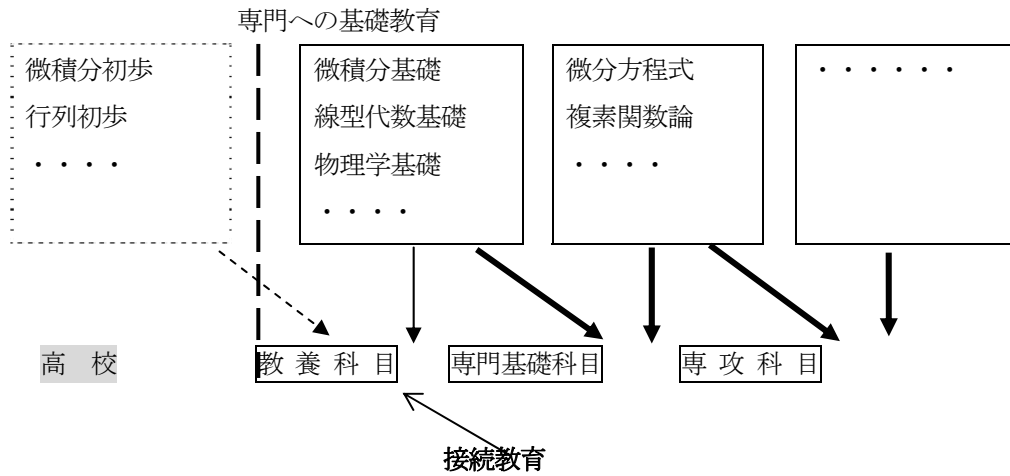 専門への基礎教育
微積分初歩
行列初歩
・・・・
微積分基礎
線型代数基礎
物理学基礎
・・・・
微分方程式
複素関数論
・・・・
・・・・・・
高 校
教 養 科 目
専門基礎科目
専 攻 科 目
接続教育